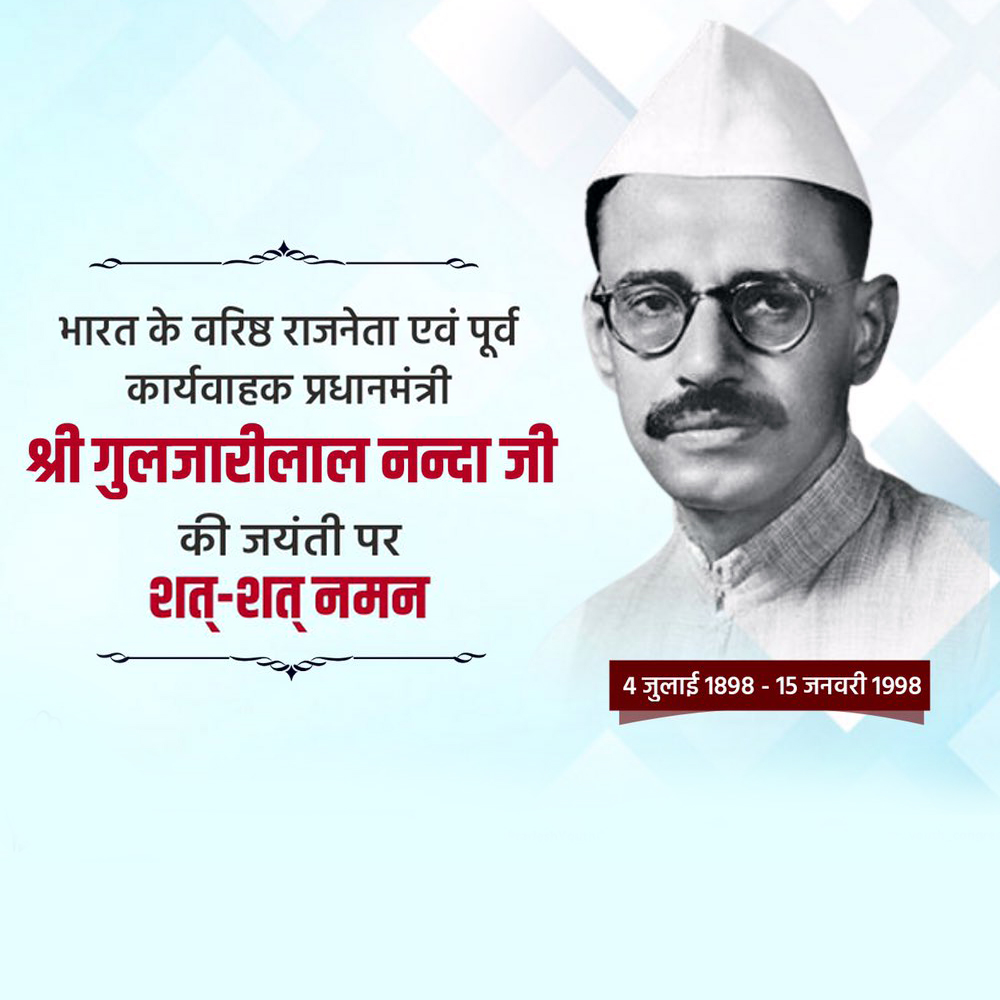 भारत के वरिष्ठ राजनेता एवं पूर्व
कार्यवाहक प्रधानमंत्री
श्री गुलजारीलाल नन्दा जी
की जयंती पर
शत्-शत् नमन
4 जुलाई 1898 - 15 जनवरी 1998